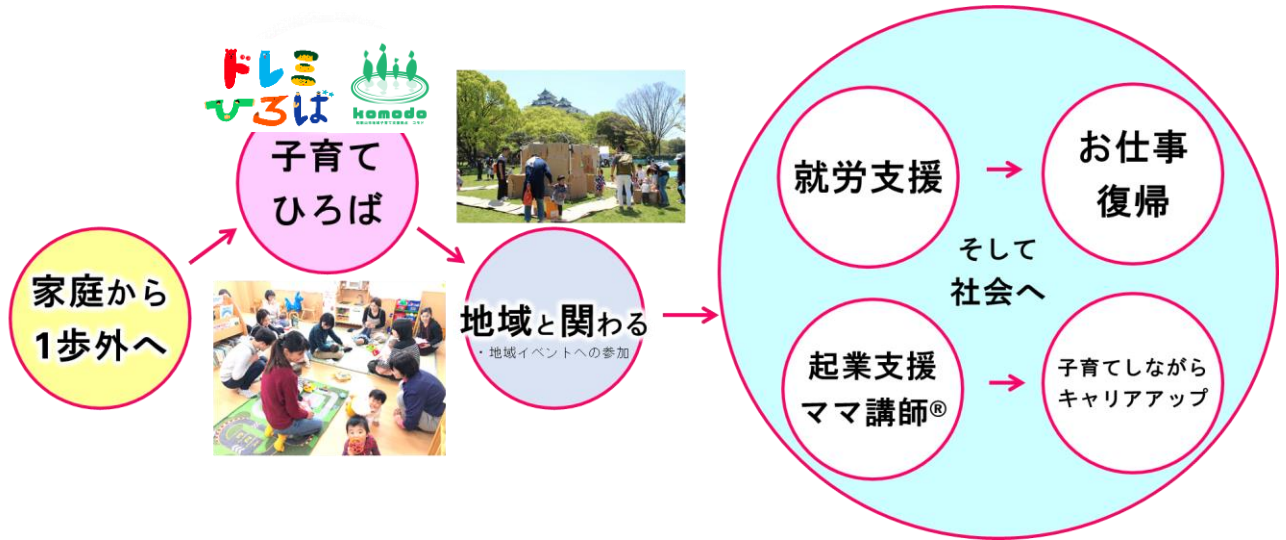 ドレミ
ひろば
komodo
子育て
ひろば
家庭から
1歩外へ
地域と関わる
・地域イベントへの参加
就労支援
お仕事
復帰
そして
社会へ
起業支援
ママ講師®
子育てしながら
キャリアアップ